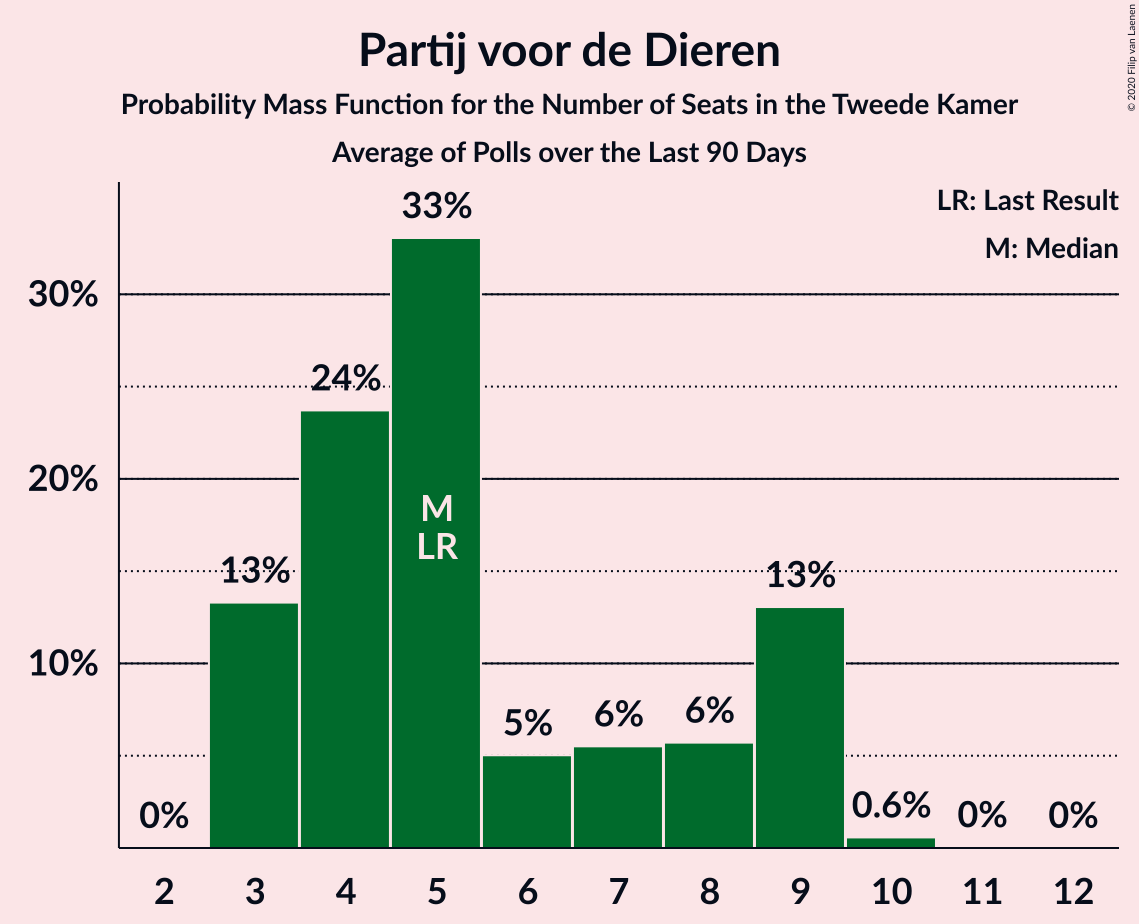 Partij voor de Dieren
Probability Mass Function for the Number of Seats in the Tweede Kamer
Average of Polls over the Last 90 Days
© 2020 Filip van Laenen
LR: Last Result
M: Median
30%
20%
10%
0%
13%
24%
33%
M
LR
5%
6%
6%
13%
0.6%
0%
0%
2 3 4 5 6 7 8 9 10 11 12